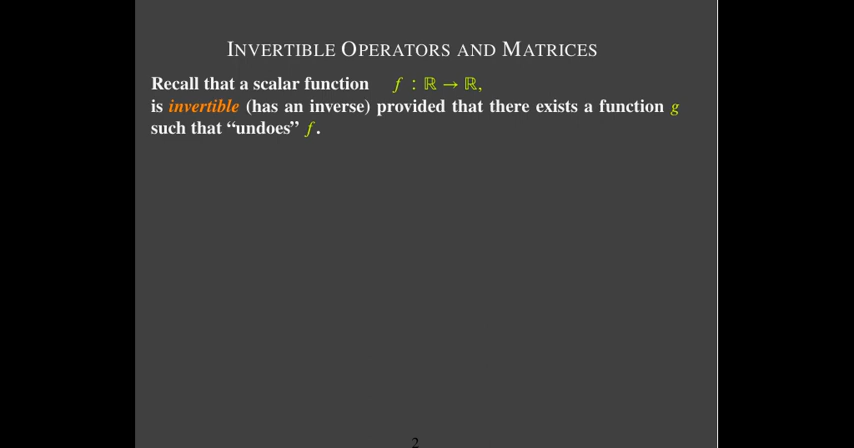 INVERTIBLE OPERATORS AND MATRICES
Recall that a scalar function f : ℝ → ℝ,
is invertible (has an inverse) provided that there exists a function g
such that “undoes” f.
2